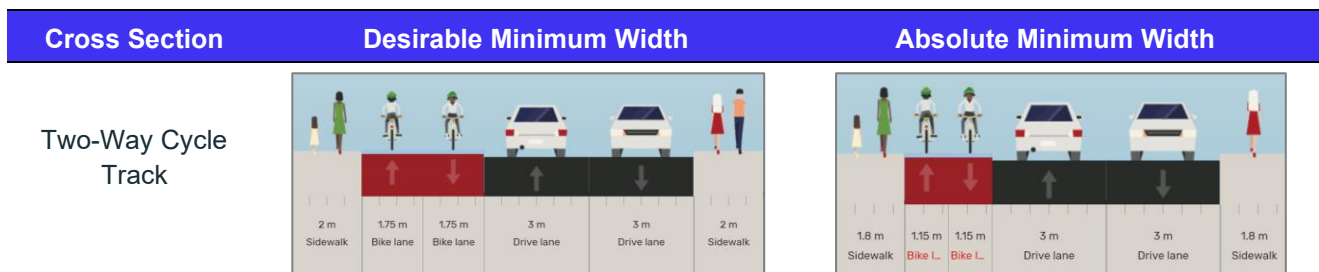 Cross Section Desirable Minimum Width Absolute Minimum Width
Two-Way Cycle
Track
2 m 1.75 m 1.75 m 3 m 3 m 2 m
Sidewalk Bike lane Bike lane Drive lane Drive lane Sidewalk
1.8 m 1.15 m 1.15 m 3 m 3 m 1.8 m
Sidewalk Bike l... Bike l... Drive lane Drive lane Sidewalk